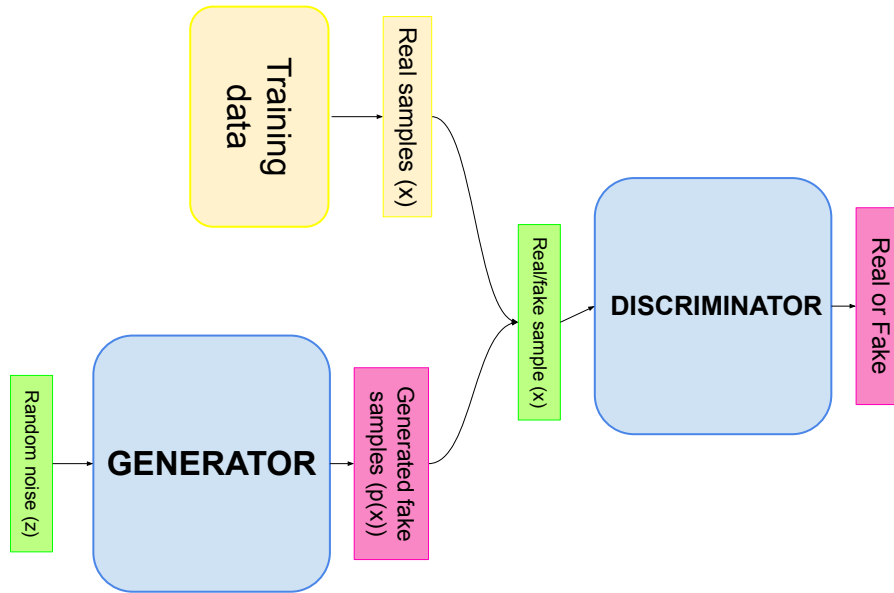 Training
data
Real samples (x)
Real/fake sample (x)
DISCRIMINATOR
Real or Fake
Random noise (z)
GENERATOR
Generated fake
samples (p(x))